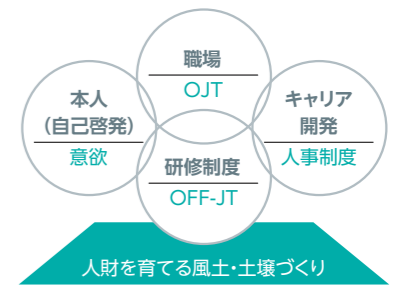 職場
OJT
本人
（自己啓発）
意欲
キャリア
開発
人事制度
研修制度
OFF-JT
人財を育てる風土・土壌づくり